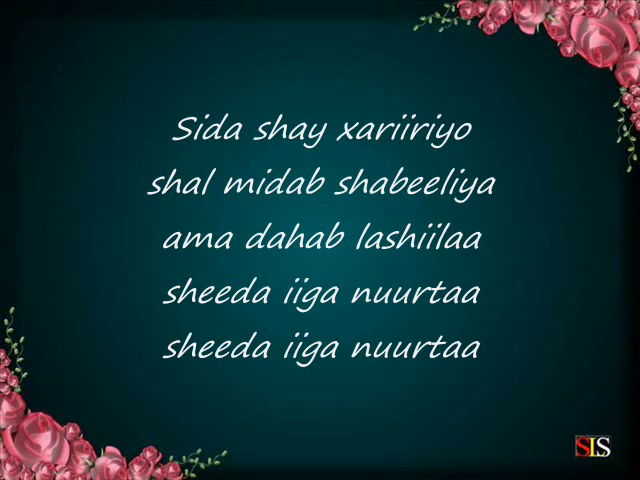 Sida shay xariiriyo
shal midab shabeeliya
ama dahab lashiilaa
sheeda iiga nuurtaa
sheeda iiga nuurtaa
SLS